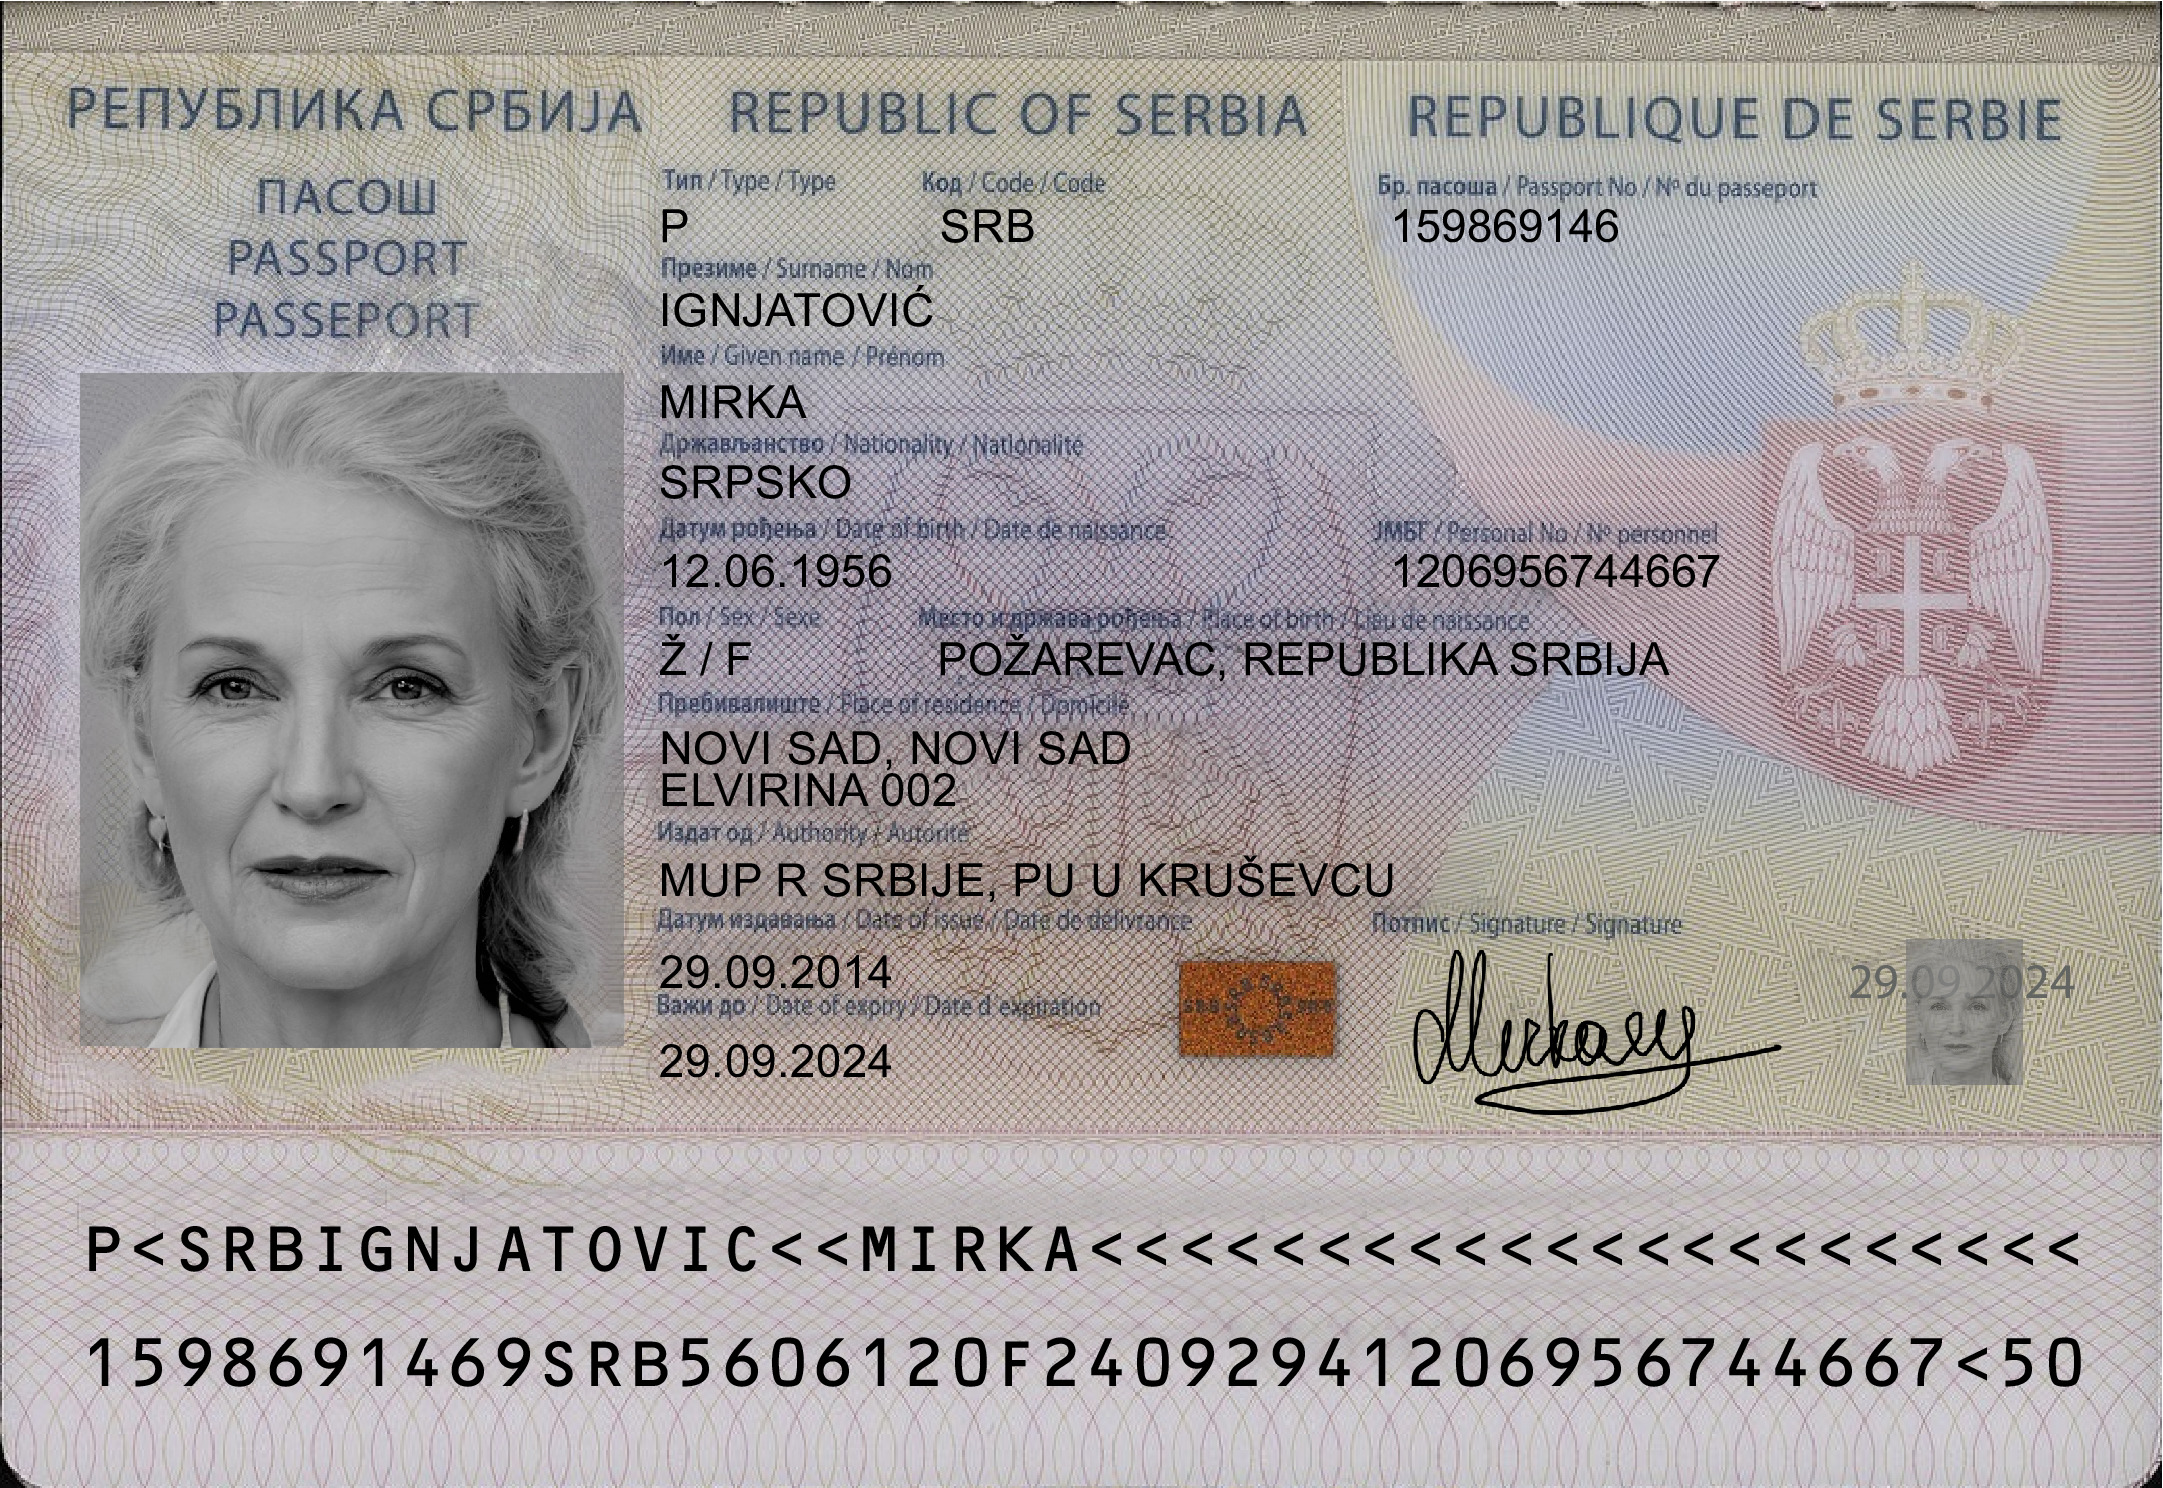 РЕПУБЛИКА СРБИЈА REPUBLIC OF SERBIA REPUBLIQUE DE SERBIE
ПАСОШ
PASSPORT
PASSEPORT
Тип / Type / Type Код / Code / Code Бр. пасоша / Passport No / Nº du passeport
P SRB 159869146
Презиме / Surname / Nom
IGNJATOVIĆ
Име / Given name / Prénom
MIRKA
Држављанство / Nationality / Nationalité
SRPSKO
Датум рођења / Date of birth / Date de naissance ЈМБГ / Personal No / Nº personnel
12.06.1956 1206956744667
Пол / Sex / Sexe Место и држава рођења / Place of birth / Lieu de naissance
Ž / F POŽAREVAC, REPUBLIKA SRBIJA
Пребивалиште / Place of residence / Domicile
NOVI SAD, NOVI SAD
ELVIRINA 002
Издат од / Authority / Autorité
MUP R SRBIJE, PU U KRUŠEVCU
Датум издавања / Date of issue / Date de délivrance Потпис / Signature / Signature
29.09.2014 29.09.2024
Важи до / Date of expiry / Date d expiration
29.09.2024
P<SRBIGNJATOVIC<<MIRKA<<<<<<<<<<<<<<<<<<<<<<
1598691469SRB5606120F24092941206956744667<50